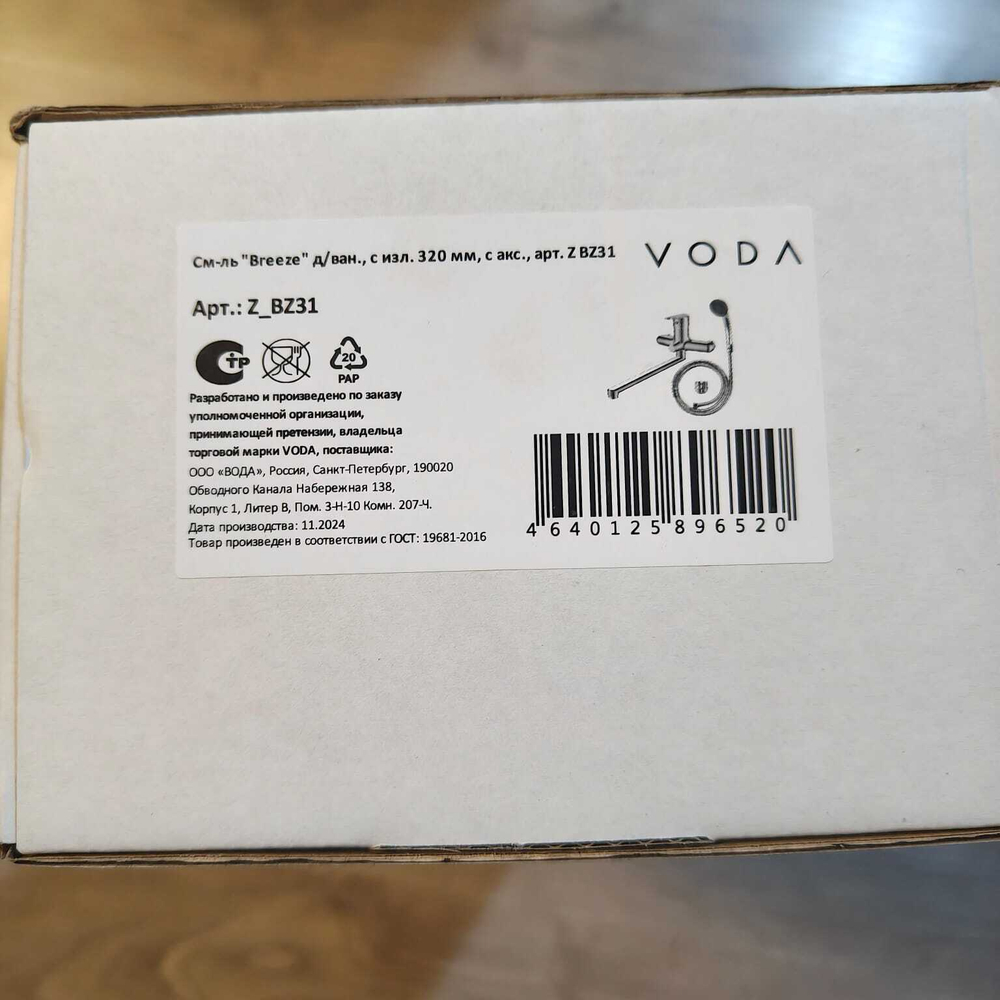 См-ль "Breeze" д/ван., с изл. 320 мм, с акс., арт. Z BZ31
VODA
Арт.: Z_BZ31
СТР
20
PAP
Разработано и произведено по заказу
уполномоченной организации,
принимающей претензии, владельца
торговой марки VODA, поставщика:
ООО «ВОДА», Россия, Санкт-Петербург, 190020
Обводного Канала Набережная 138,
Корпус 1, Литер В, Пом. 3-Н-10 Комн. 207-Ч.
Дата производства: 11.2024
Товар произведен в соответствии с ГОСТ: 19681-2016
4640125896520